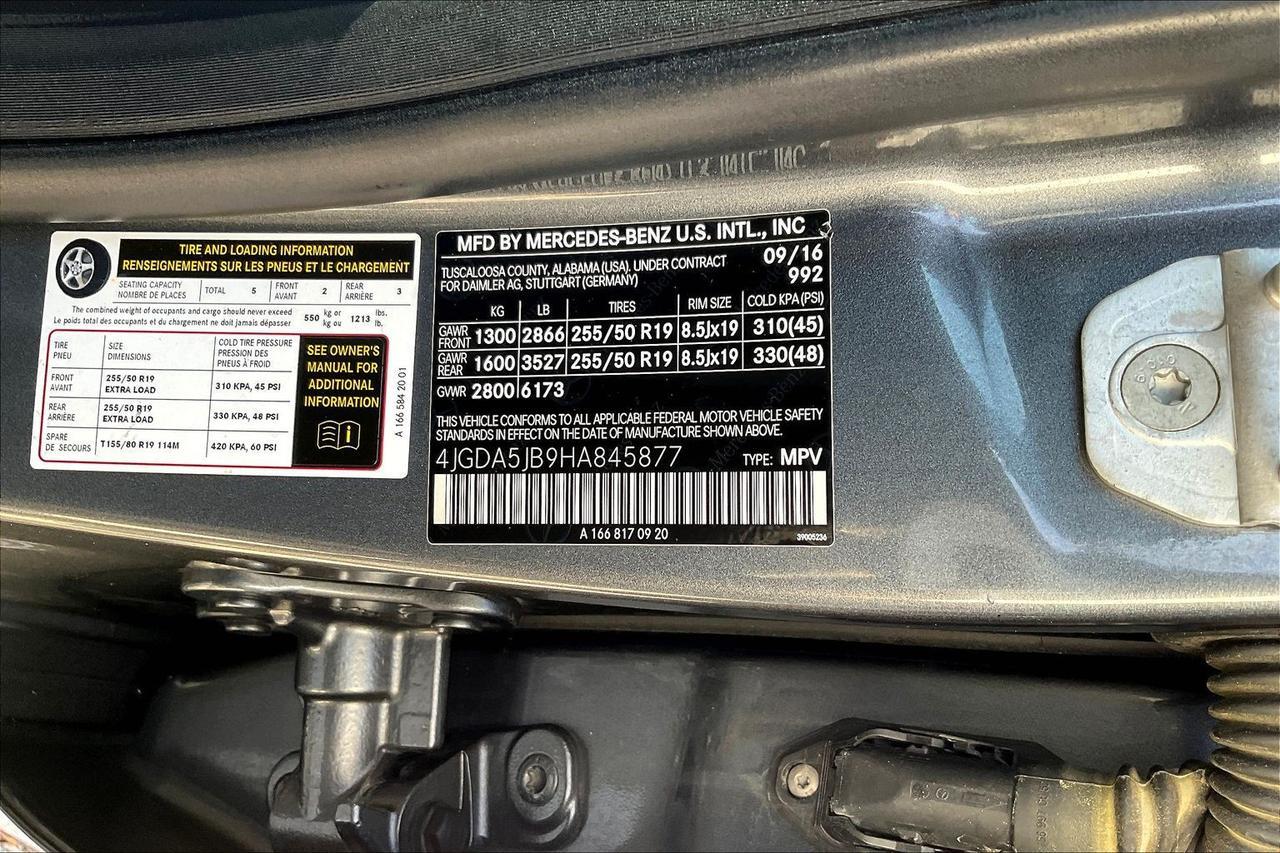 TIRE AND LOADING INFORMATION
RENSEIGNEMENTS SUR LES PNEUS ET LE CHARGEMENT
SEATING CAPACITY
NOMBRE DE PLACES
TOTAL 5
FRONT
AVANT
2
REAR
ARRIÈRE
3
The combined weight of occupants and cargo should never exceed
Le poids total des occupants et du chargement ne doit jamais dépasser
550 kg or
kg ou
1213 lbs.
lb.
TIRE
PNEU
SIZE
DIMENSIONS
COLD TIRE PRESSURE
PRESSION DES
PNEUS À FROID
FRONT
AVANT
255/50 R19
EXTRA LOAD
310 KPA, 45 PSI
REAR
ARRIÈRE
255/50 R19
EXTRA LOAD
330 KPA, 48 PSI
SPARE
DE SECOURS
T155/80 R19 114M
420 KPA, 60 PSI
SEE OWNER'S
MANUAL FOR
ADDITIONAL
INFORMATION
A 166 584 20 01
MFD BY MERCEDES-BENZ U.S. INTL., INC
TUSCALOOSA COUNTY, ALABAMA (USA). UNDER CONTRACT
FOR DAIMLER AG, STUTTGART (GERMANY)
09/16
992
KG LB TIRES RIM SIZE COLD KPA (PSI)
GAWR
FRONT
1300 2866 255/50 R19 8.5Jx19 310(45)
GAWR
REAR
1600 3527 255/50 R19 8.5Jx19 330(48)
GWR 2800 6173
THIS VEHICLE CONFORMS TO ALL APPLICABLE FEDERAL MOTOR VEHICLE SAFETY
STANDARDS IN EFFECT ON THE DATE OF MANUFACTURE SHOWN ABOVE.
4JGDA5JB9HA845877 TYPE: MPV
A 166 817 09 20
39005236